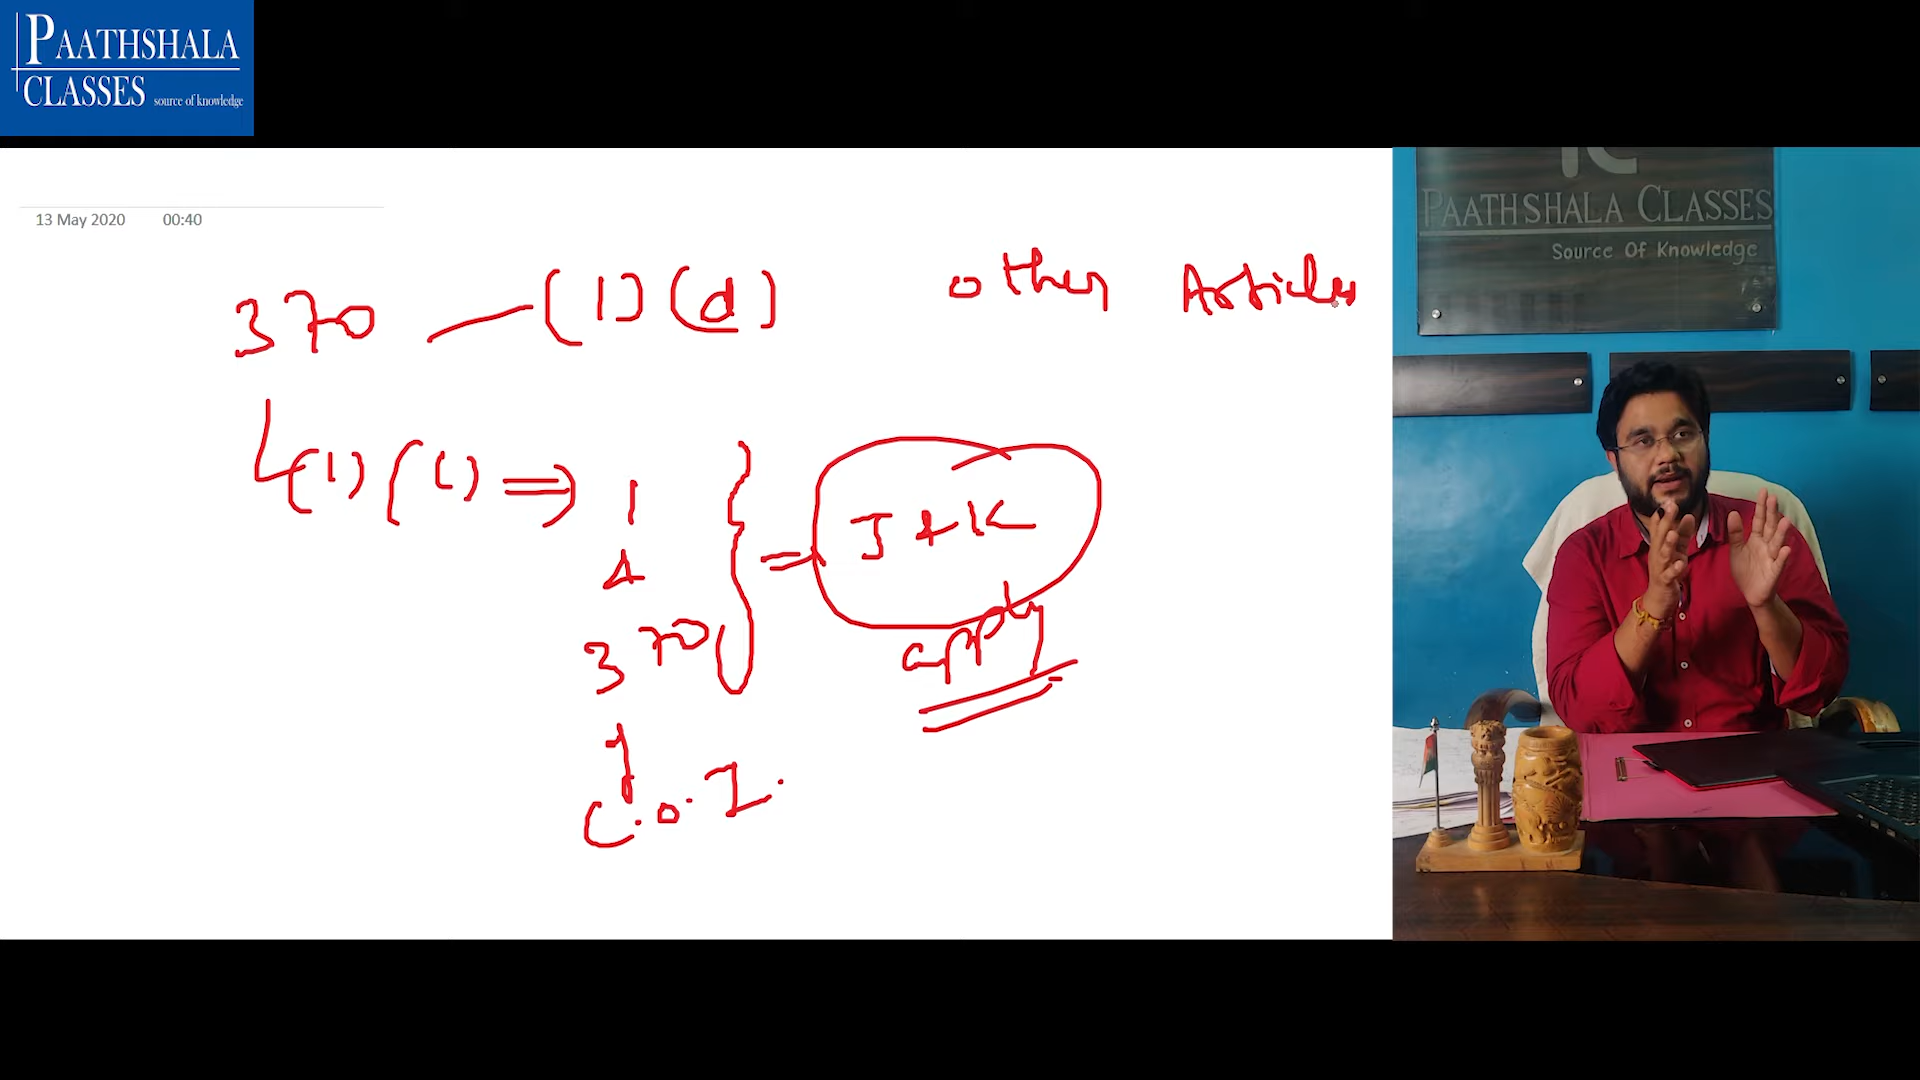 PAATHSHALA
CLASSES source of knowledge
PAATHSHALA CLASSES
Source Of Knowledge
13 May 2020 00:40
370 — (1) (d) other Articles
(1) (c) ⇒ 1
4
370
} = J & K
apply
C.O.I.